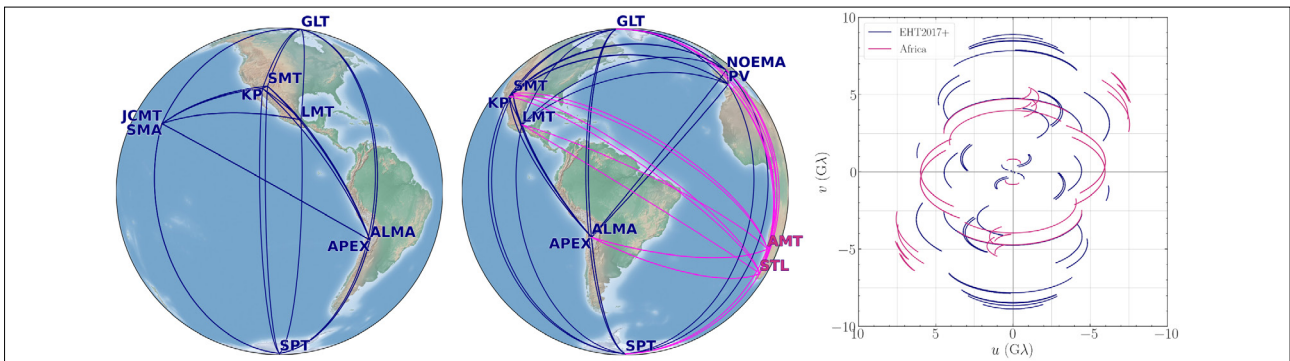 GLT
SMT
KP
LMT
JCMT
SMA
ALMA
APEX
SPT
GLT
NOEMA
PV
SMT
KP
LMT
ALMA
APEX
AMT
STL
SPT
EHT2017+
Africa
10
5
0
−5
−10
v (Gλ)
10
5
0
−5
−10
u (Gλ)